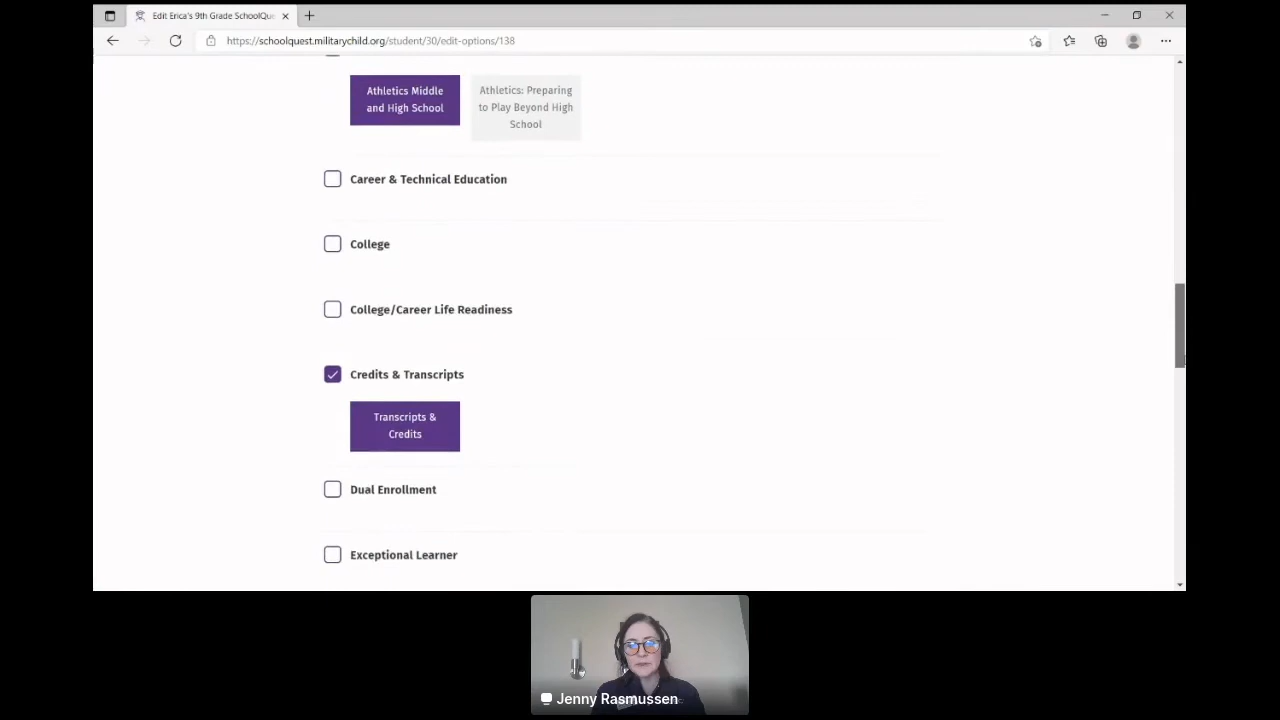 Edit Erica's 9th Grade SchoolQue
https://schoolquest.militarychild.org/student/30/edit-options/138
Athletics Middle
and High School
Athletics: Preparing
to Play Beyond High
School
Career & Technical Education
College
College/Career Life Readiness
Credits & Transcripts
Transcripts &
Credits
Dual Enrollment
Exceptional Learner
Jenny Rasmussen